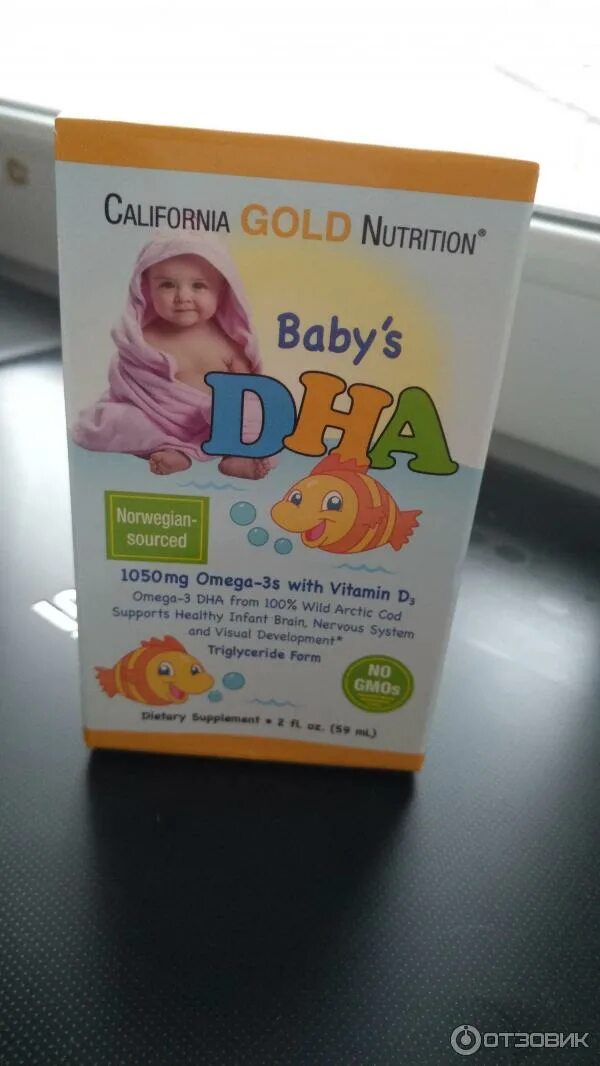 CALIFORNIA GOLD NUTRITION®
Baby's
DHA
Norwegian-
sourced
1050mg Omega-3s with Vitamin D₃
Omega-3 DHA from 100% Wild Arctic Cod
Supports Healthy Infant Brain, Nervous System
and Visual Development*
Triglyceride Form
NO
GMOs
Dietary Supplement • 2 fl. oz. (59 mL)
ОТЗОВИК